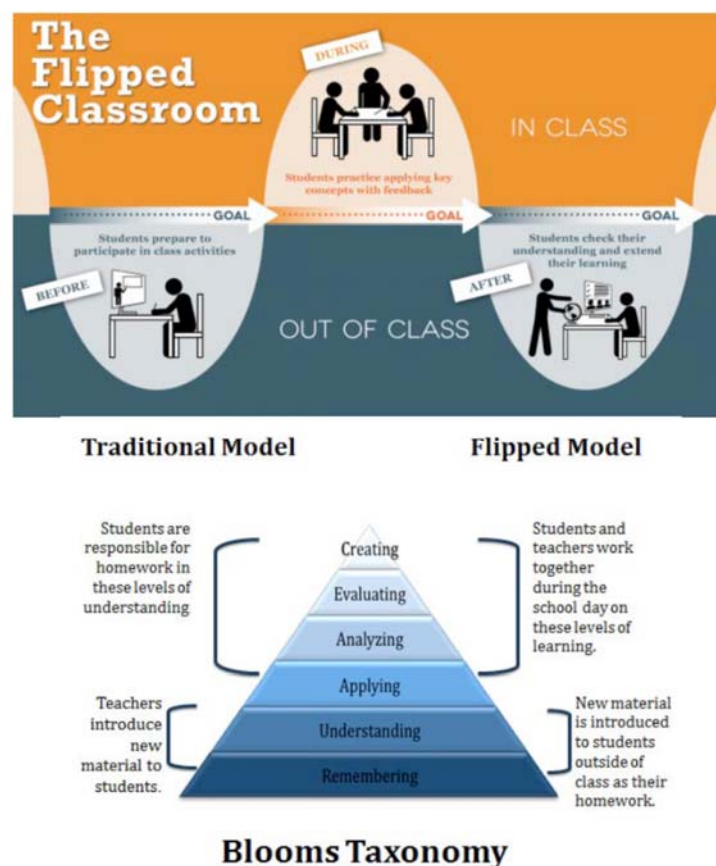 The
Flipped
Classroom
DURING
IN CLASS
Students practice applying key
concepts with feedback
GOAL
GOAL
GOAL
Students prepare to
participate in class activities
BEFORE
OUT OF CLASS
Students check their
understanding and extend
their learning
AFTER
Traditional Model
Flipped Model
Students are
responsible for
homework in
these levels of
understanding
Creating
Evaluating
Analyzing
Applying
Understanding
Remembering
Students and
teachers work
together
during the
school day on
these levels of
learning.
Teachers
introduce
new
material to
students.
New material
is introduced
to students
outside of
class as their
homework.
Blooms Taxonomy